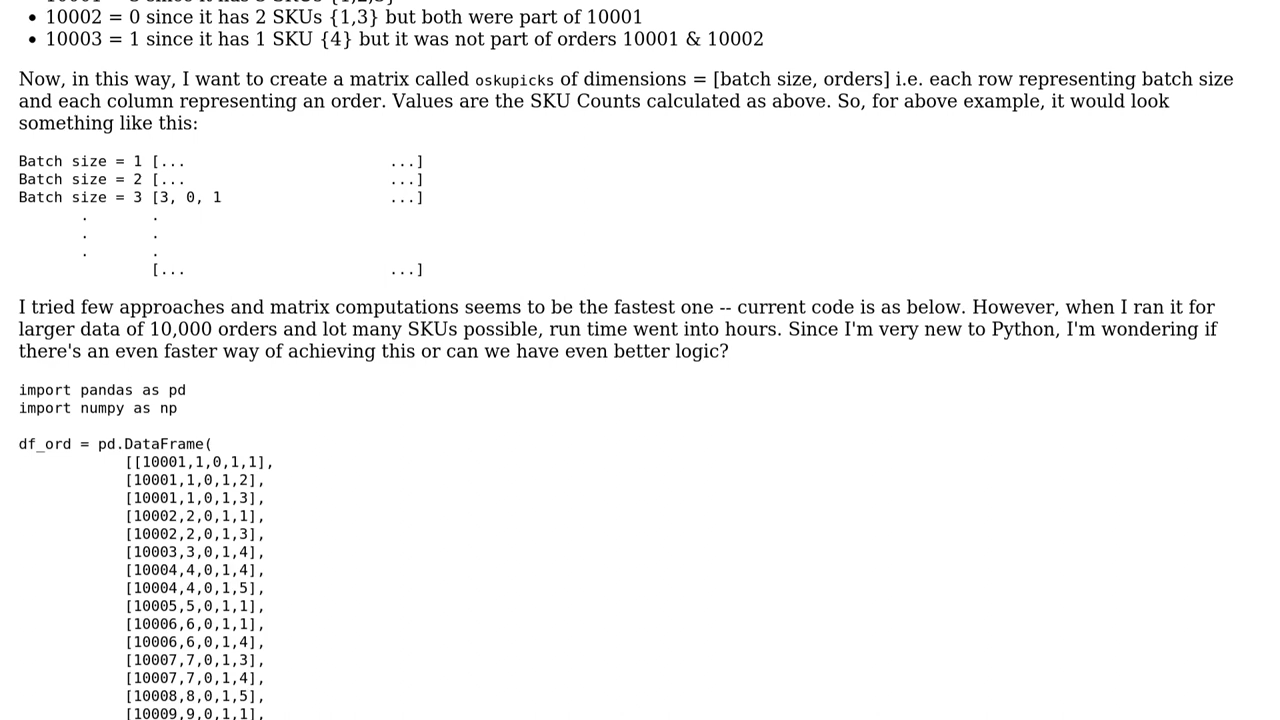 • 10002 = 0 since it has 2 SKUs {1,3} but both were part of 10001
• 10003 = 1 since it has 1 SKU {4} but it was not part of orders 10001 & 10002
Now, in this way, I want to create a matrix called oskupicks of dimensions = [batch size, orders] i.e. each row representing batch size
and each column representing an order. Values are the SKU Counts calculated as above. So, for above example, it would look
something like this:
Batch size = 1 [...                       ...]
Batch size = 2 [...                       ...]
Batch size = 3 [3, 0, 1                   ...]
.       .
.       .
.       .
[...                       ...]
I tried few approaches and matrix computations seems to be the fastest one -- current code is as below. However, when I ran it for
larger data of 10,000 orders and lot many SKUs possible, run time went into hours. Since I'm very new to Python, I'm wondering if
there's an even faster way of achieving this or can we have even better logic?
import pandas as pd
import numpy as np
df_ord = pd.DataFrame(
[[10001,1,0,1,1],
[10001,1,0,1,2],
[10001,1,0,1,3],
[10002,2,0,1,1],
[10002,2,0,1,3],
[10003,3,0,1,4],
[10004,4,0,1,4],
[10004,4,0,1,5],
[10005,5,0,1,1],
[10006,6,0,1,1],
[10006,6,0,1,4],
[10007,7,0,1,3],
[10007,7,0,1,4],
[10008,8,0,1,5],
[10009,9,0,1,1],